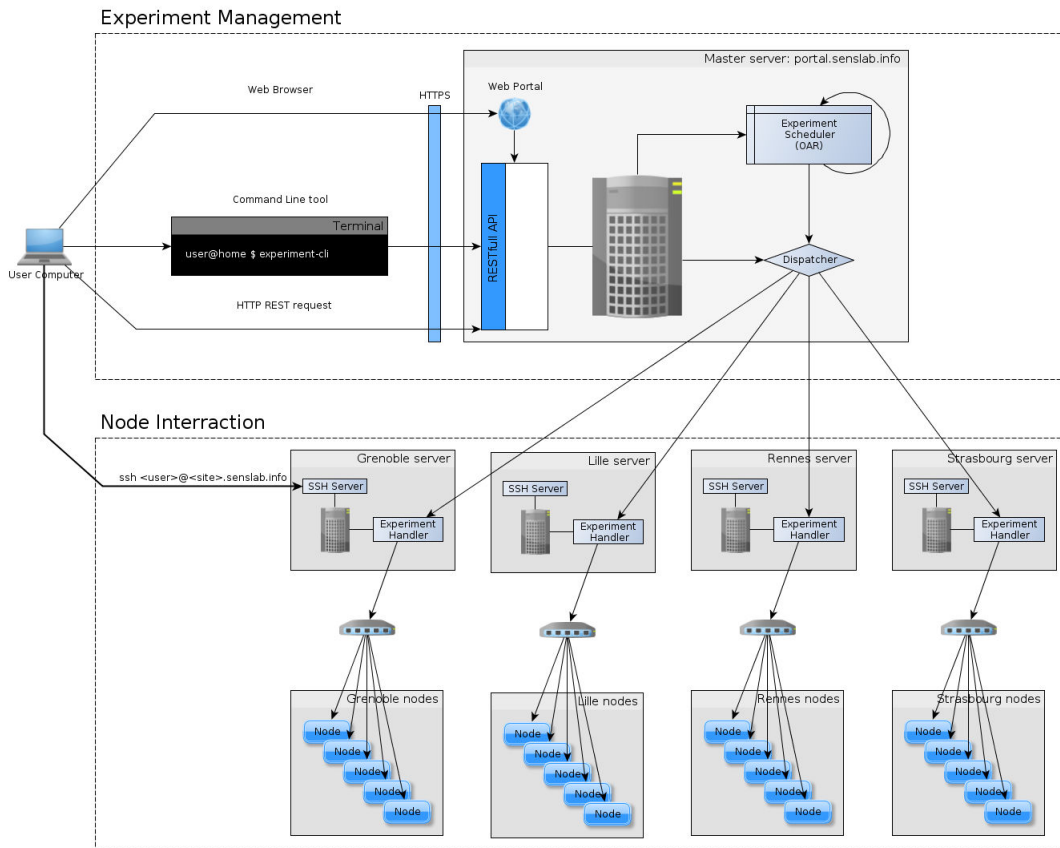 Experiment Management
Master server: portal.senslab.info
Web Browser
HTTPS
Web Portal
Experiment
Scheduler
(OAR)
Command Line tool
Terminal
user@home $ experiment-cli
RESTfull API
User Computer
Dispatcher
HTTP REST request
Node Interraction
ssh <user>@<site>.senslab.info
Grenoble server
SSH Server
Experiment
Handler
Lille server
SSH Server
Experiment
Handler
Rennes server
SSH Server
Experiment
Handler
Strasbourg server
SSH Server
Experiment
Handler
Grenoble nodes
Node
Node
Node
Node
Node
Lille nodes
Node
Node
Node
Node
Node
Rennes nodes
Node
Node
Node
Node
Node
Strasbourg nodes
Node
Node
Node
Node
Node